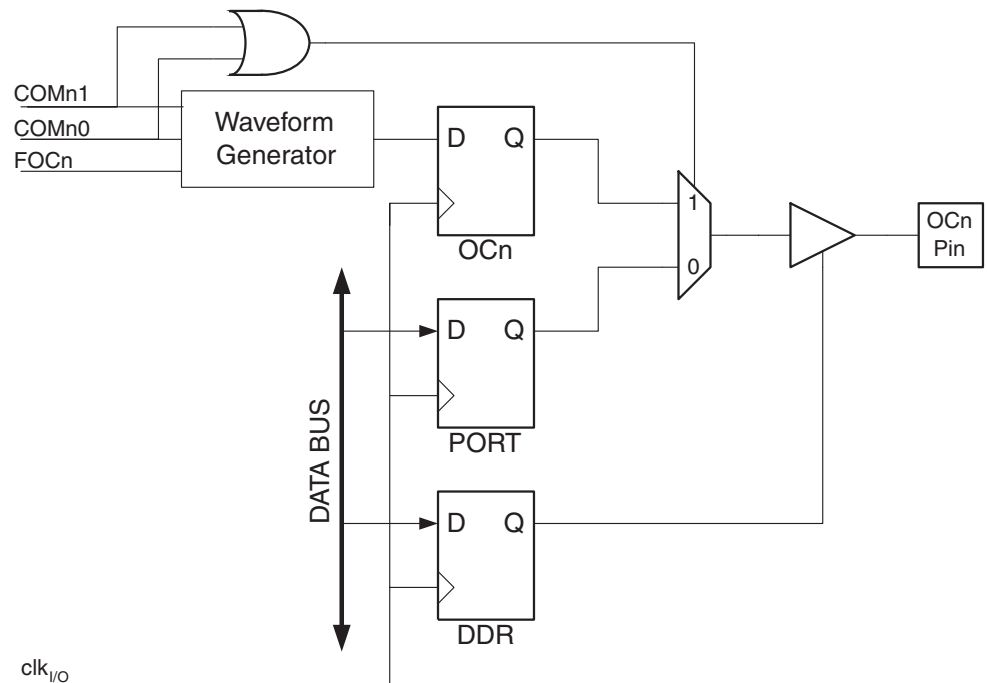 COMn1
COMn0
FOCn
Waveform
Generator
D Q
OCn
1
0
OCn
Pin
D Q
PORT
DATA BUS
D Q
DDR
clkI/O